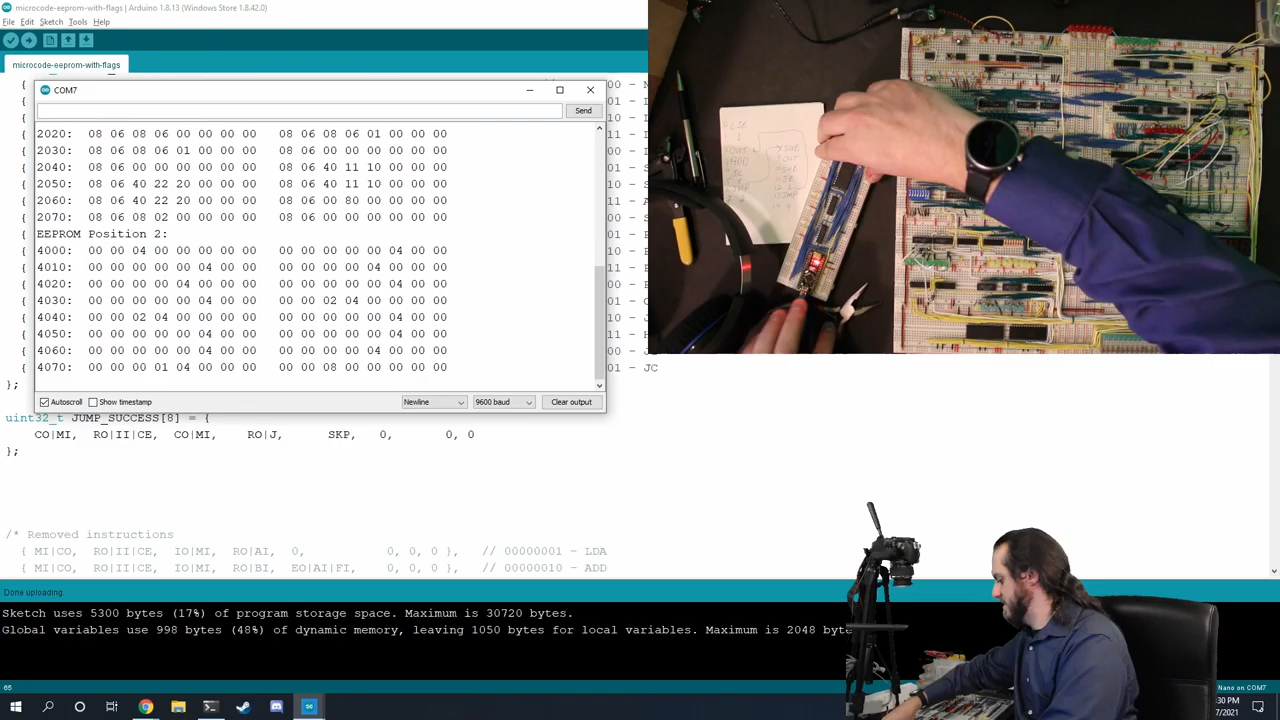 microcode-eeprom-with-flags | Arduino 1.8.13 (Windows Store 1.8.42.0)
File Edit Sketch Tools Help
microcode-eeprom-with-flags
COM7
Send
2020: 08 06 08 06 00 00 00 00 08 06 08 06 01 00 00 00
2030: 08 06 08 06 01 00 00 00 08 06 00 00 00 00 00 00
2040: 08 06 00 00 00 00 00 00 08 06 40 11 10 00 00 00
2050: 08 06 40 22 20 00 00 00 08 06 40 11 10 00 00 00
2060: 08 06 40 22 20 00 00 00 08 00 00 80 00 00 00 00
2070: 08 06 08 02 00 00 00 00 08 06 00 00 00 00 00 00
EEPROM Position 2:
4000: 00 00 04 00 00 00 00 00 00 00 00 00 00 04 00 00
4010: 00 00 00 00 00 04 00 00 00 00 00 00 04 00 00 00
4020: 00 00 00 00 04 00 00 00 00 00 00 00 00 04 00 00
4030: 00 00 00 00 00 04 00 00 00 00 00 04 00 00 00 00
4040: 00 00 02 04 00 00 00 00 00 00 00 00 00 04 00 00
4050: 00 00 00 00 00 04 00 00 00 00 00 00 00 04 00 00
4060: 00 00 00 00 00 04 00 00 00 00 00 00 04 00 00 00
4070: 00 00 00 01 04 00 00 00 00 00 08 00 00 00 00 00
Autoscroll Show timestamp Newline 9600 baud Clear output
01 - JC
};
uint32_t JUMP_SUCCESS[8] = {
CO|MI, RO|II|CE, CO|MI, RO|J, SKP, 0, 0, 0
};
/* Removed instructions
{ MI|CO, RO|II|CE, IO|MI, RO|AI, 0, 0, 0, 0 }, // 00000001 - LDA
{ MI|CO, RO|II|CE, IO|MI, RO|BI, EO|AI|FI, 0, 0, 0 }, // 00000010 - ADD
Done uploading.
Sketch uses 5300 bytes (17%) of program storage space. Maximum is 30720 bytes.
Global variables use 998 bytes (48%) of dynamic memory, leaving 1050 bytes for local variables. Maximum is 2048 byte
65
Nano on COM7
:30 PM
7/2021